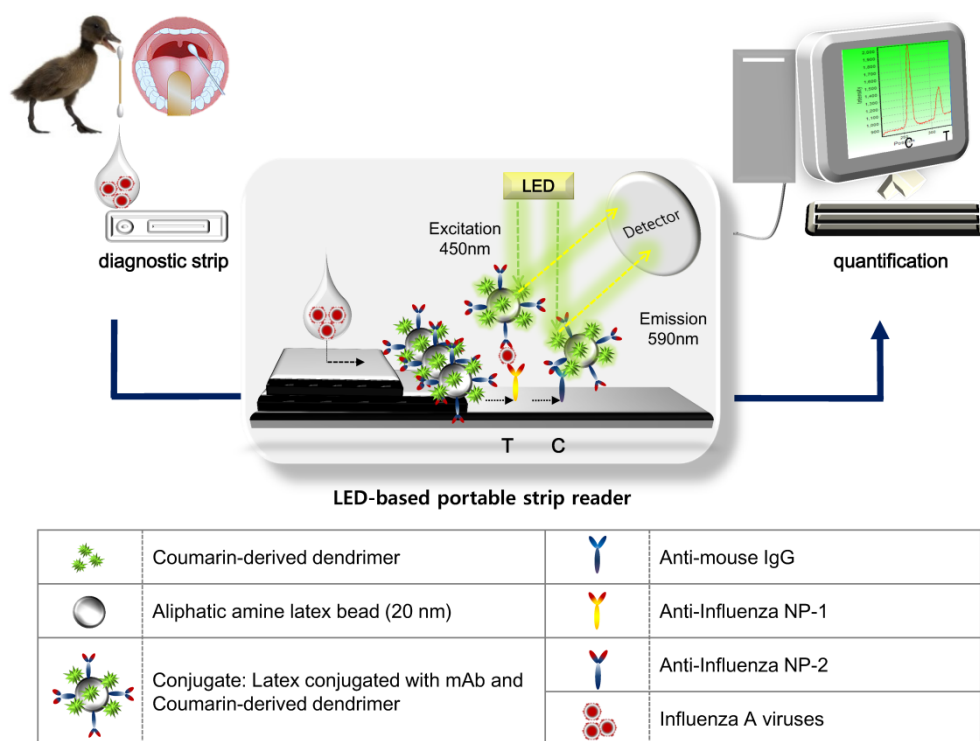 diagnostic strip
LED
Excitation
450nm
Detector
Emission
590nm
T
C
Intensity
C
T
quantification
LED-based portable strip reader
Coumarin-derived dendrimer
Anti-mouse IgG
Aliphatic amine latex bead (20 nm)
Anti-Influenza NP-1
Conjugate: Latex conjugated with mAb and
Coumarin-derived dendrimer
Anti-Influenza NP-2
Influenza A viruses